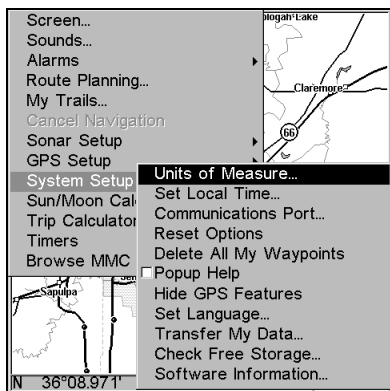 Screen...
Sounds...
Alarms
Route Planning...
My Trails...
Cancel Navigation
Sonar Setup
GPS Setup
System Setup
Sun/Moon Cal
Trip Calculator
Timers
Browse MMC
Units of Measure...
Set Local Time...
Communications Port...
Reset Options
Delete All My Waypoints
Popup Help
Hide GPS Features
Set Language...
Transfer My Data...
Check Free Storage...
Software Information...
ologah Lake
Claremore
66
Sapulpa
N 36°08.971'